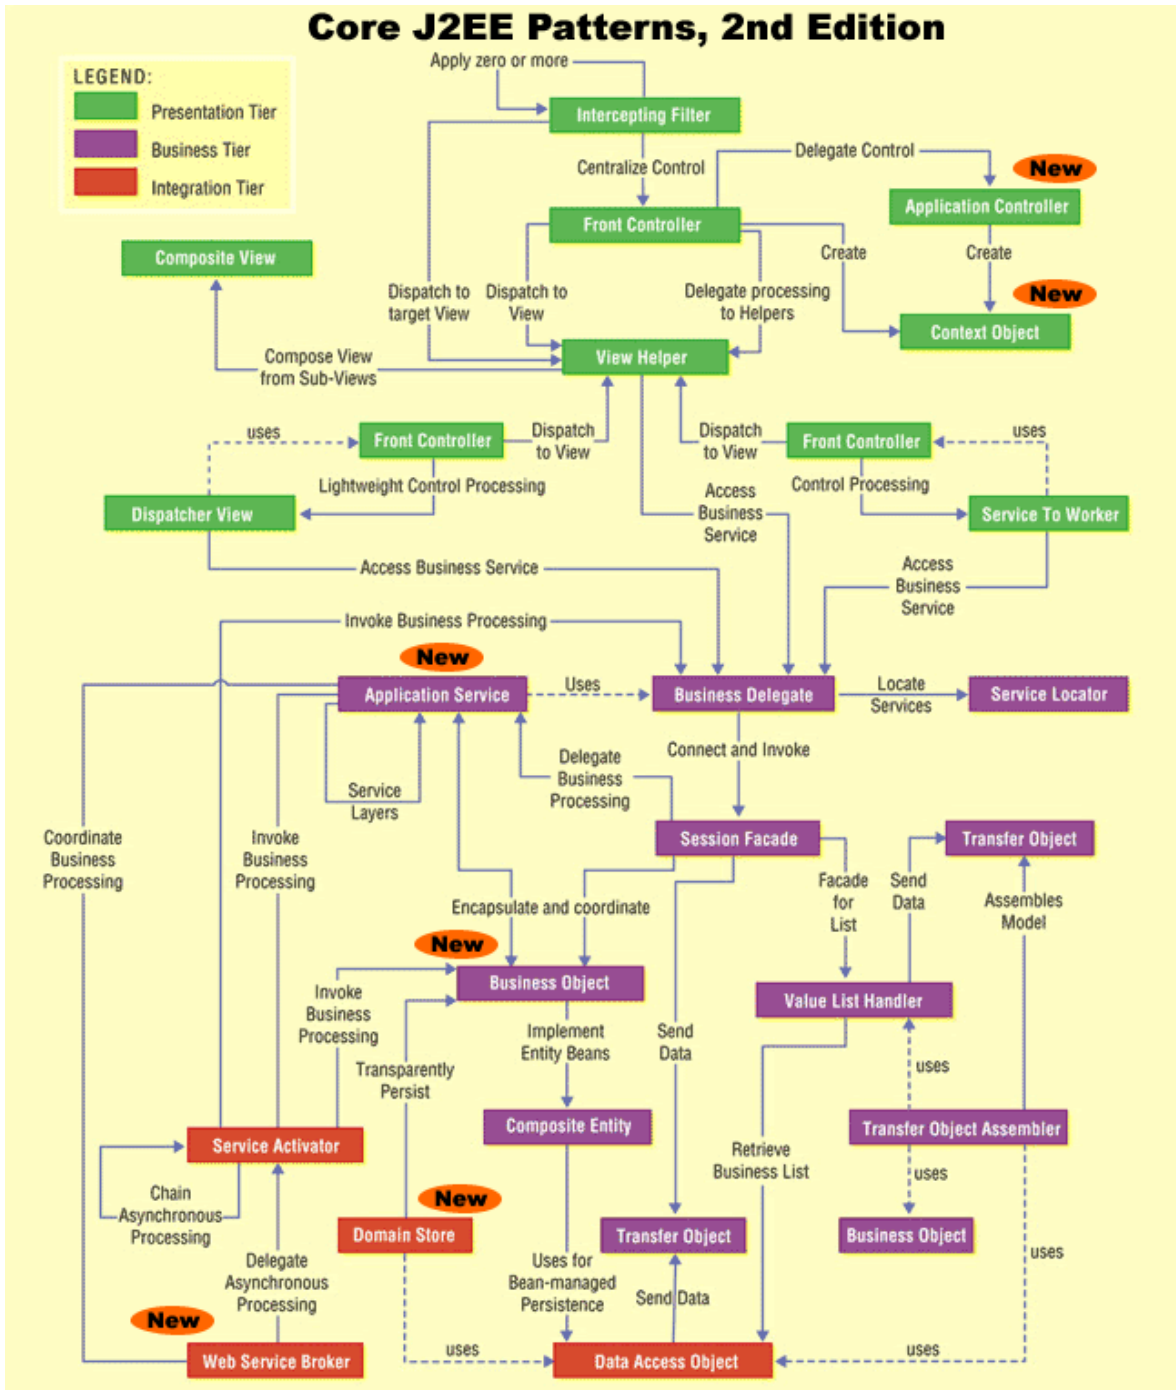 Core J2EE Patterns, 2nd Edition
LEGEND:
Presentation Tier
Business Tier
Integration Tier
Apply zero or more
Intercepting Filter
Centralize Control
Delegate Control
New
Application Controller
Front Controller
Composite View
Create
Create
New
Dispatch to
target View
Dispatch to
View
Delegate processing
to Helpers
Context Object
View Helper
Compose View
from Sub-Views
uses
Front Controller
Dispatch
to View
Dispatch
to View
Front Controller
uses
Lightweight Control Processing
Control Processing
Access
Business
Service
Dispatcher View
Service To Worker
Access Business Service
Access
Business
Service
Invoke Business Processing
New
Application Service
Uses
Business Delegate
Locate
Services
Service Locator
Connect and Invoke
Delegate
Business
Processing
Service
Layers
Coordinate
Business
Processing
Invoke
Business
Processing
Session Facade
Transfer Object
Facade
for
List
Send
Data
Assembles
Model
Encapsulate and coordinate
New
Business Object
Value List Handler
Invoke
Business
Processing
Implement
Entity Beans
Send
Data
Transparently
Persist
uses
Composite Entity
Transfer Object Assembler
Service Activator
Retrieve
Business List
uses
Chain
Asynchronous
Processing
New
Domain Store
Transfer Object
Business Object
uses
Delegate
Asynchronous
Processing
Uses for
Bean-managed
Persistence
Send Data
New
Web Service Broker
uses
Data Access Object
uses